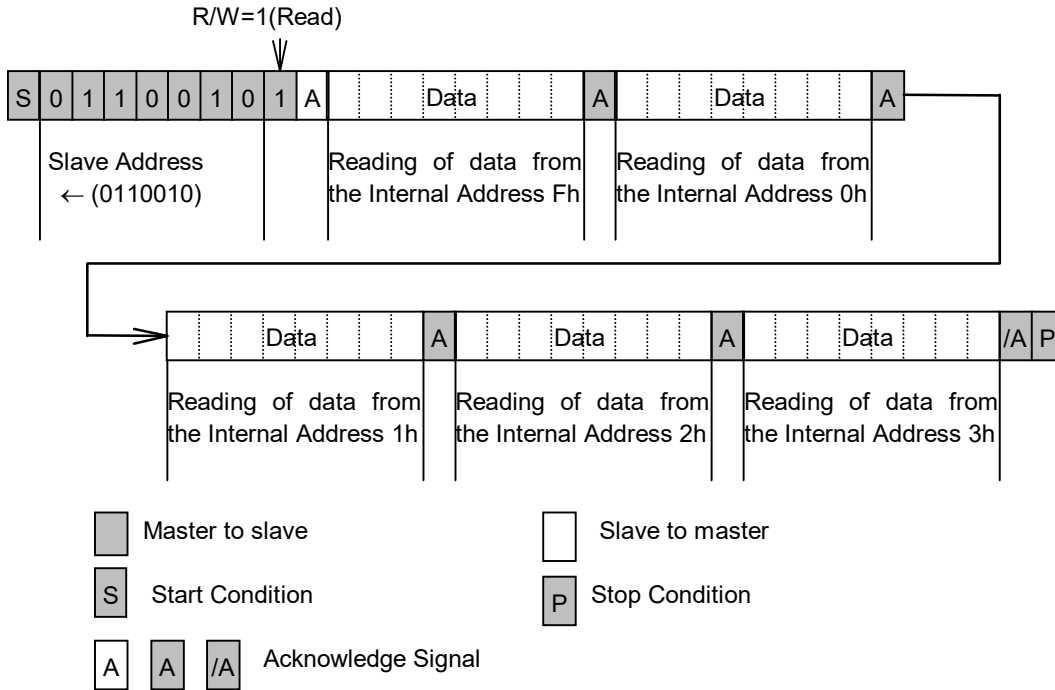 R/W=1(Read)
S 0 1 1 0 0 1 0 1 A Data A Data A
Slave Address
← (0110010)
Reading of data from
the Internal Address Fh
Reading of data from
the Internal Address 0h
Data A Data A Data /A P
Reading of data from
the Internal Address 1h
Reading of data from
the Internal Address 2h
Reading of data from
the Internal Address 3h
Master to slave
Slave to master
S Start Condition
P Stop Condition
A A /A Acknowledge Signal